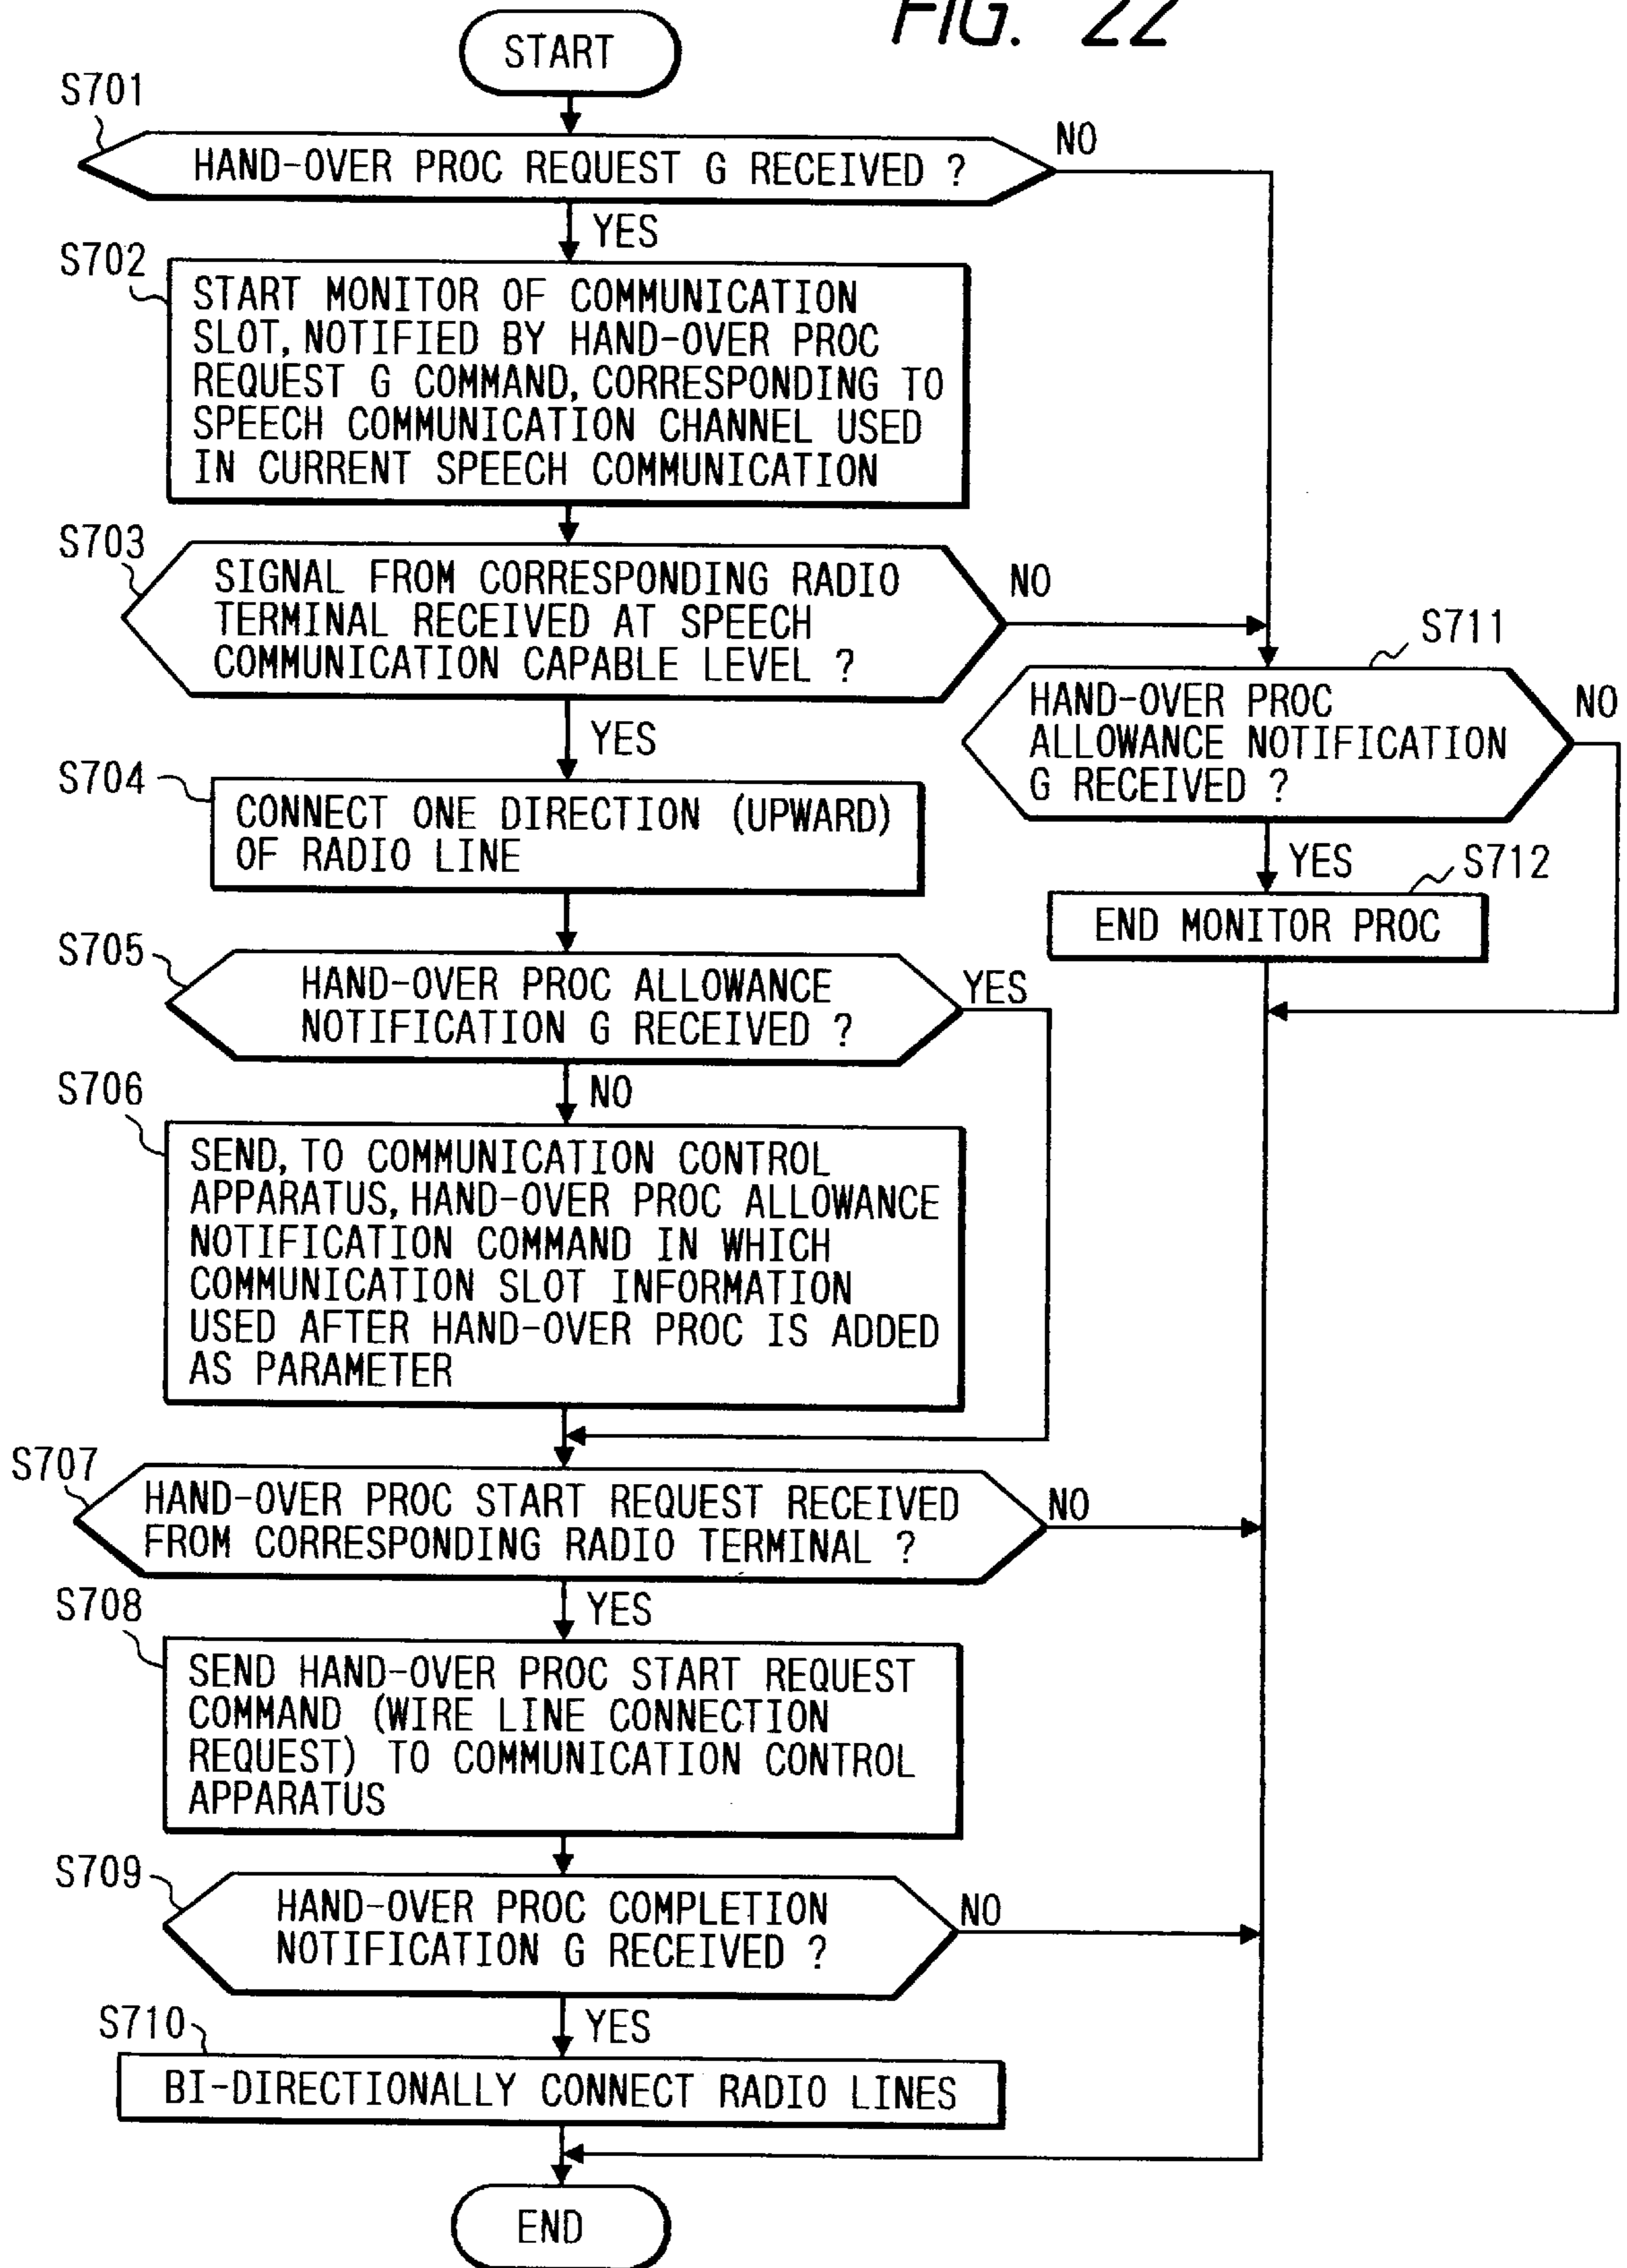 FIG. 22
START
S701
HAND-OVER PROC REQUEST G RECEIVED ?
NO
YES
S702
START MONITOR OF COMMUNICATION
SLOT, NOTIFIED BY HAND-OVER PROC
REQUEST G COMMAND, CORRESPONDING TO
SPEECH COMMUNICATION CHANNEL USED
IN CURRENT SPEECH COMMUNICATION
S703
SIGNAL FROM CORRESPONDING RADIO
TERMINAL RECEIVED AT SPEECH
COMMUNICATION CAPABLE LEVEL ?
NO
YES
S711
HAND-OVER PROC
ALLOWANCE NOTIFICATION
G RECEIVED ?
NO
YES
S712
END MONITOR PROC
S704
CONNECT ONE DIRECTION (UPWARD)
OF RADIO LINE
S705
HAND-OVER PROC ALLOWANCE
NOTIFICATION G RECEIVED ?
YES
NO
S706
SEND, TO COMMUNICATION CONTROL
APPARATUS, HAND-OVER PROC ALLOWANCE
NOTIFICATION COMMAND IN WHICH
COMMUNICATION SLOT INFORMATION
USED AFTER HAND-OVER PROC IS ADDED
AS PARAMETER
S707
HAND-OVER PROC START REQUEST RECEIVED
FROM CORRESPONDING RADIO TERMINAL ?
NO
YES
S708
SEND HAND-OVER PROC START REQUEST
COMMAND (WIRE LINE CONNECTION
REQUEST) TO COMMUNICATION CONTROL
APPARATUS
S709
HAND-OVER PROC COMPLETION
NOTIFICATION G RECEIVED ?
NO
YES
S710
BI-DIRECTIONALLY CONNECT RADIO LINES
END